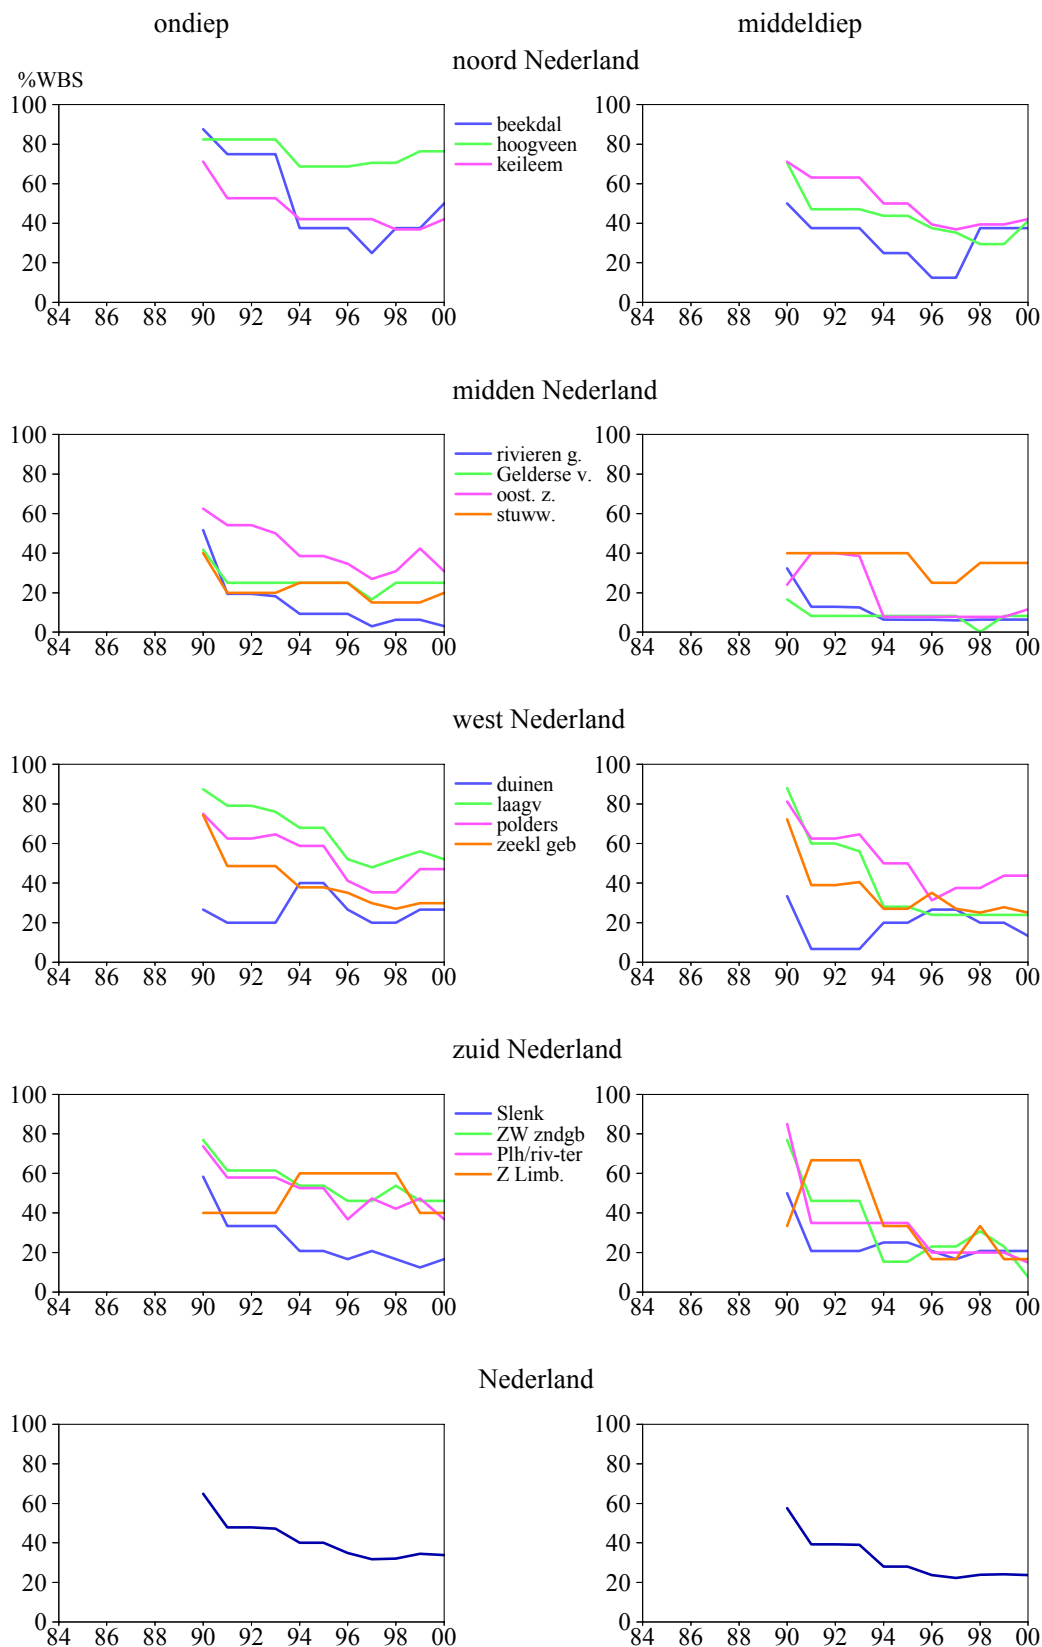 ondiep middeldiep
noord Nederland
%WBS
100 100
80 80
60 60
40 40
20 20
0 0
84 86 88 90 92 94 96 98 00 84 86 88 90 92 94 96 98 00
beekdal
hoogveen
keileem
midden Nederland
100 100
80 80
60 60
40 40
20 20
0 0
84 86 88 90 92 94 96 98 00 84 86 88 90 92 94 96 98 00
rivieren g.
Gelderse v.
oost. z.
stuww.
west Nederland
100 100
80 80
60 60
40 40
20 20
0 0
84 86 88 90 92 94 96 98 00 84 86 88 90 92 94 96 98 00
duinen
laagv
polders
zeekl geb
zuid Nederland
100 100
80 80
60 60
40 40
20 20
0 0
84 86 88 90 92 94 96 98 00 84 86 88 90 92 94 96 98 00
Slenk
ZW zndgb
Plh/riv-ter
Z Limb.
Nederland
100 100
80 80
60 60
40 40
20 20
0 0
84 86 88 90 92 94 96 98 00 84 86 88 90 92 94 96 98 00